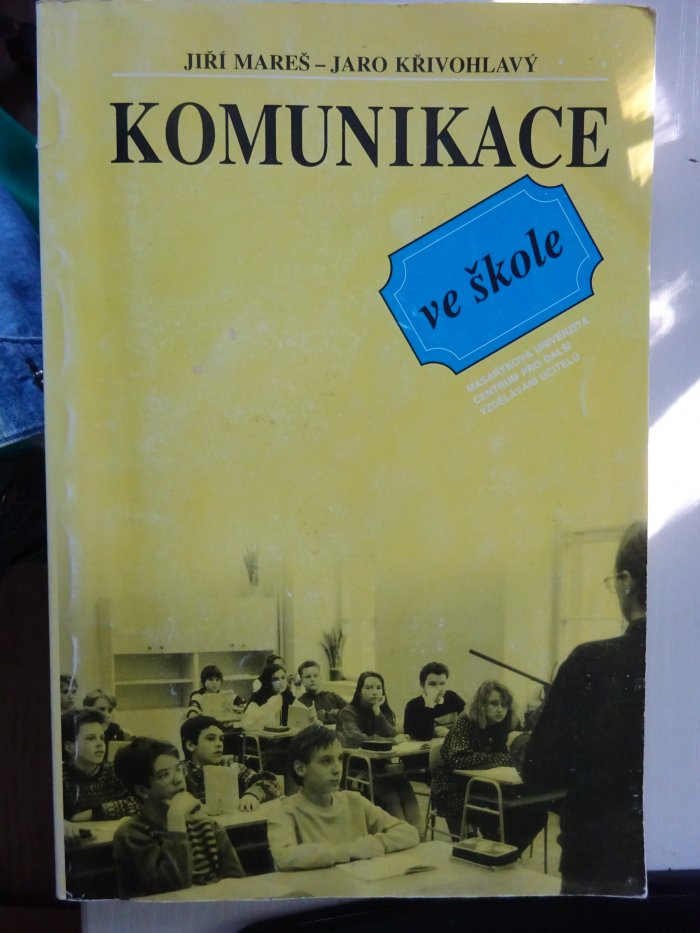 JIŘÍ MAREŠ – JARO KŘIVOHLAVÝ
KOMUNIKACE
ve škole
MASARYKOVA UNIVERZITA
CENTRUM PRO DALŠÍ
VZDĚLÁVÁNÍ UČITELŮ